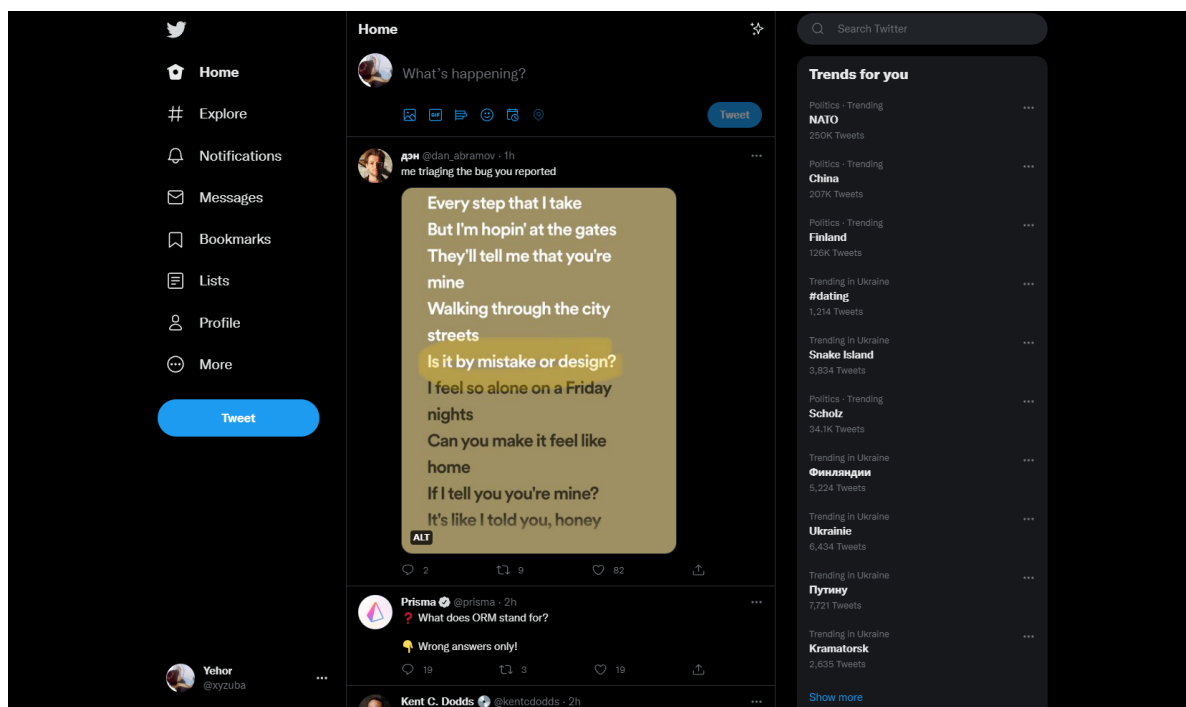 Home
Explore
Notifications
Messages
Bookmarks
Lists
Profile
More
Tweet
Yehor
@xyzuba
Home
What's happening?
GIF
Tweet
дэн @dan_abramov · 1h
me triaging the bug you reported
Every step that I take
But I'm hopin' at the gates
They'll tell me that you're
mine
Walking through the city
streets
Is it by mistake or design?
I feel so alone on a Friday
nights
Can you make it feel like
home
If I tell you you're mine?
It's like I told you, honey
ALT
2 9 82
Prisma @prisma · 2h
❓ What does ORM stand for?
👇 Wrong answers only!
19 3 19
Kent C. Dodds 💿 @kentcdodds · 2h
Search Twitter
Trends for you
Politics · Trending
NATO
250K Tweets
Politics · Trending
China
207K Tweets
Politics · Trending
Finland
126K Tweets
Trending in Ukraine
#dating
1,214 Tweets
Trending in Ukraine
Snake Island
3,834 Tweets
Politics · Trending
Scholz
34.1K Tweets
Trending in Ukraine
Финляндии
5,224 Tweets
Trending in Ukraine
Ukrainie
6,434 Tweets
Trending in Ukraine
Путину
7,721 Tweets
Trending in Ukraine
Kramatorsk
2,635 Tweets
Show more